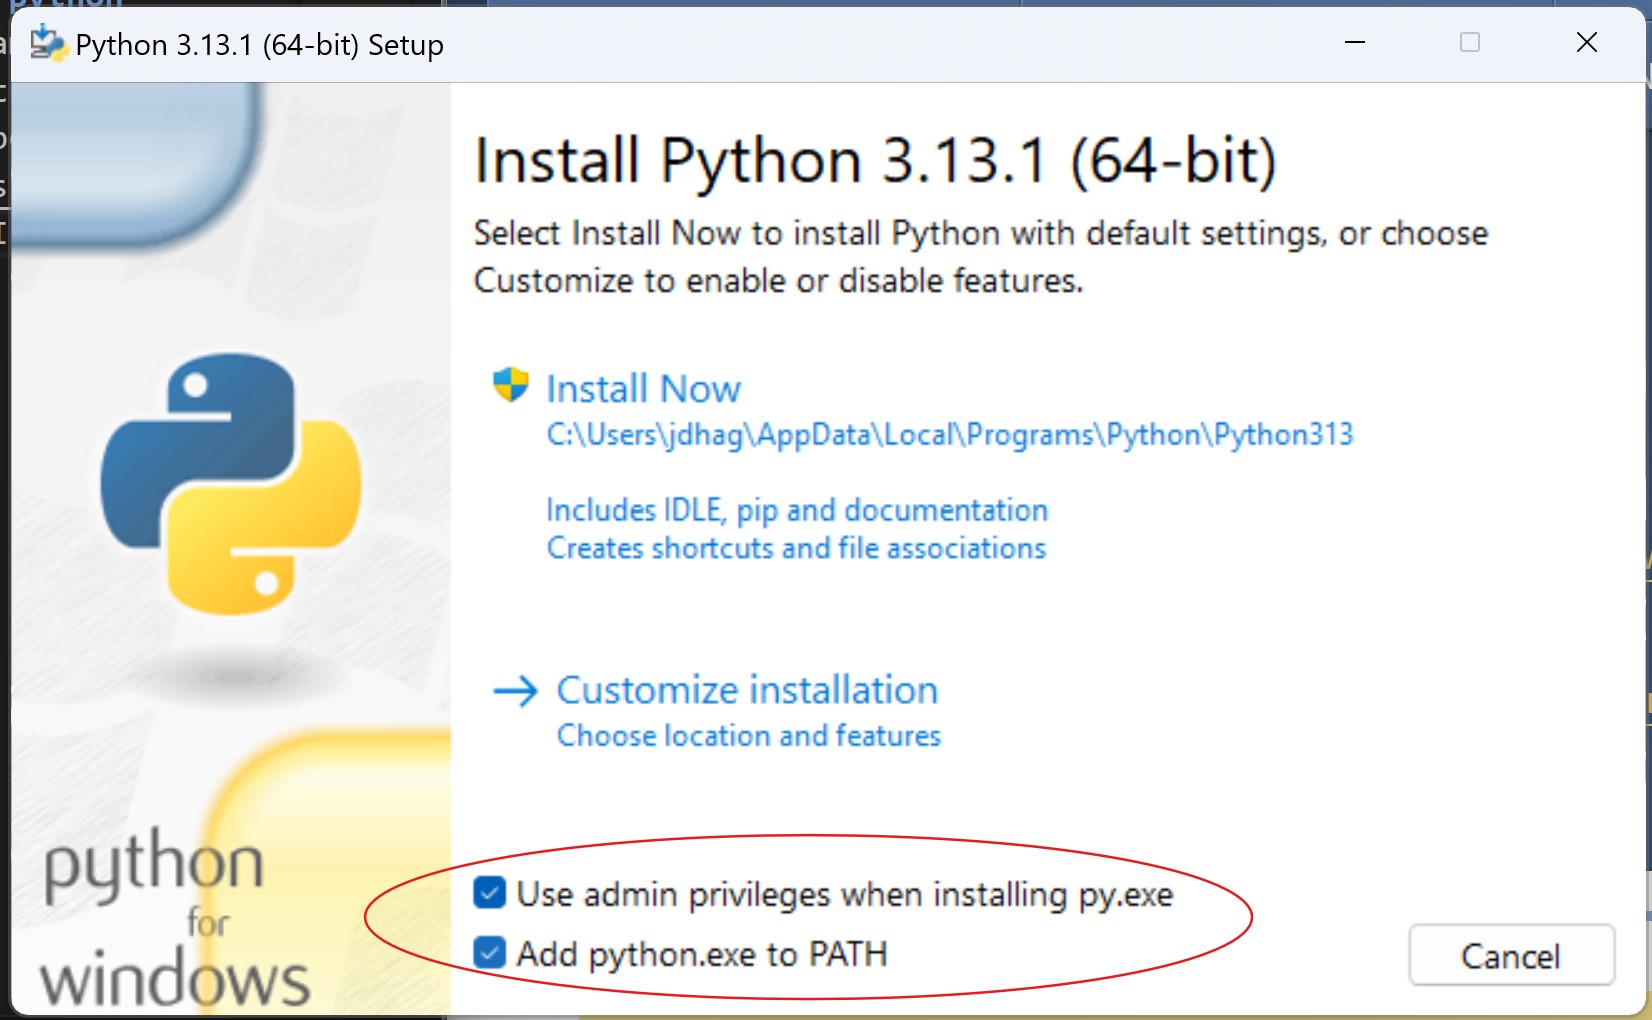 Python 3.13.1 (64-bit) Setup
Install Python 3.13.1 (64-bit)
Select Install Now to install Python with default settings, or choose
Customize to enable or disable features.
Install Now
C:\Users\jdhag\AppData\Local\Programs\Python\Python313
Includes IDLE, pip and documentation
Creates shortcuts and file associations
Customize installation
Choose location and features
python
for
windows
Use admin privileges when installing py.exe
Add python.exe to PATH
Cancel